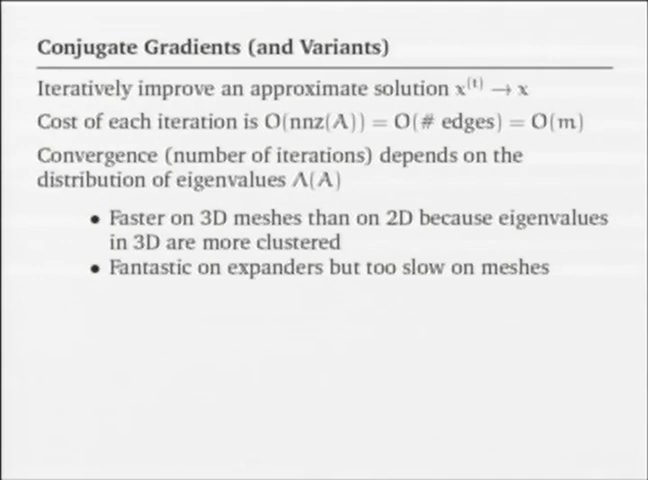 Conjugate Gradients (and Variants)
Iteratively improve an approximate solution x⁽ᵗ⁾ → x
Cost of each iteration is O(nnz(A)) = O(# edges) = O(m)
Convergence (number of iterations) depends on the
distribution of eigenvalues Λ(A)
• Faster on 3D meshes than on 2D because eigenvalues
in 3D are more clustered
• Fantastic on expanders but too slow on meshes